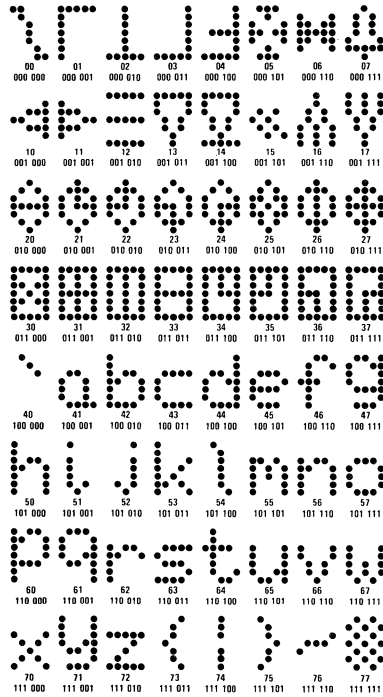 00 01 02 03 04 05 06 07
000 000 000 001 000 010 000 011 000 100 000 101 000 110 000 111
10 11 12 13 14 15 16 17
001 000 001 001 001 010 001 011 001 100 001 101 001 110 001 111
20 21 22 23 24 25 26 27
010 000 010 001 010 010 010 011 010 100 010 101 010 110 010 111
30 31 32 33 34 35 36 37
011 000 011 001 011 010 011 011 011 100 011 101 011 110 011 111
` a b c d e f g
40 41 42 43 44 45 46 47
100 000 100 001 100 010 100 011 100 100 100 101 100 110 100 111
h i j k l m n o
50 51 52 53 54 55 56 57
101 000 101 001 101 010 101 011 101 100 101 101 101 110 101 111
p q r s t u v w
60 61 62 63 64 65 66 67
110 000 110 001 110 010 110 011 110 100 110 101 110 110 110 111
x y z { | } ~
70 71 72 73 74 75 76 77
111 000 111 001 111 010 111 011 111 100 111 101 111 110 111 111